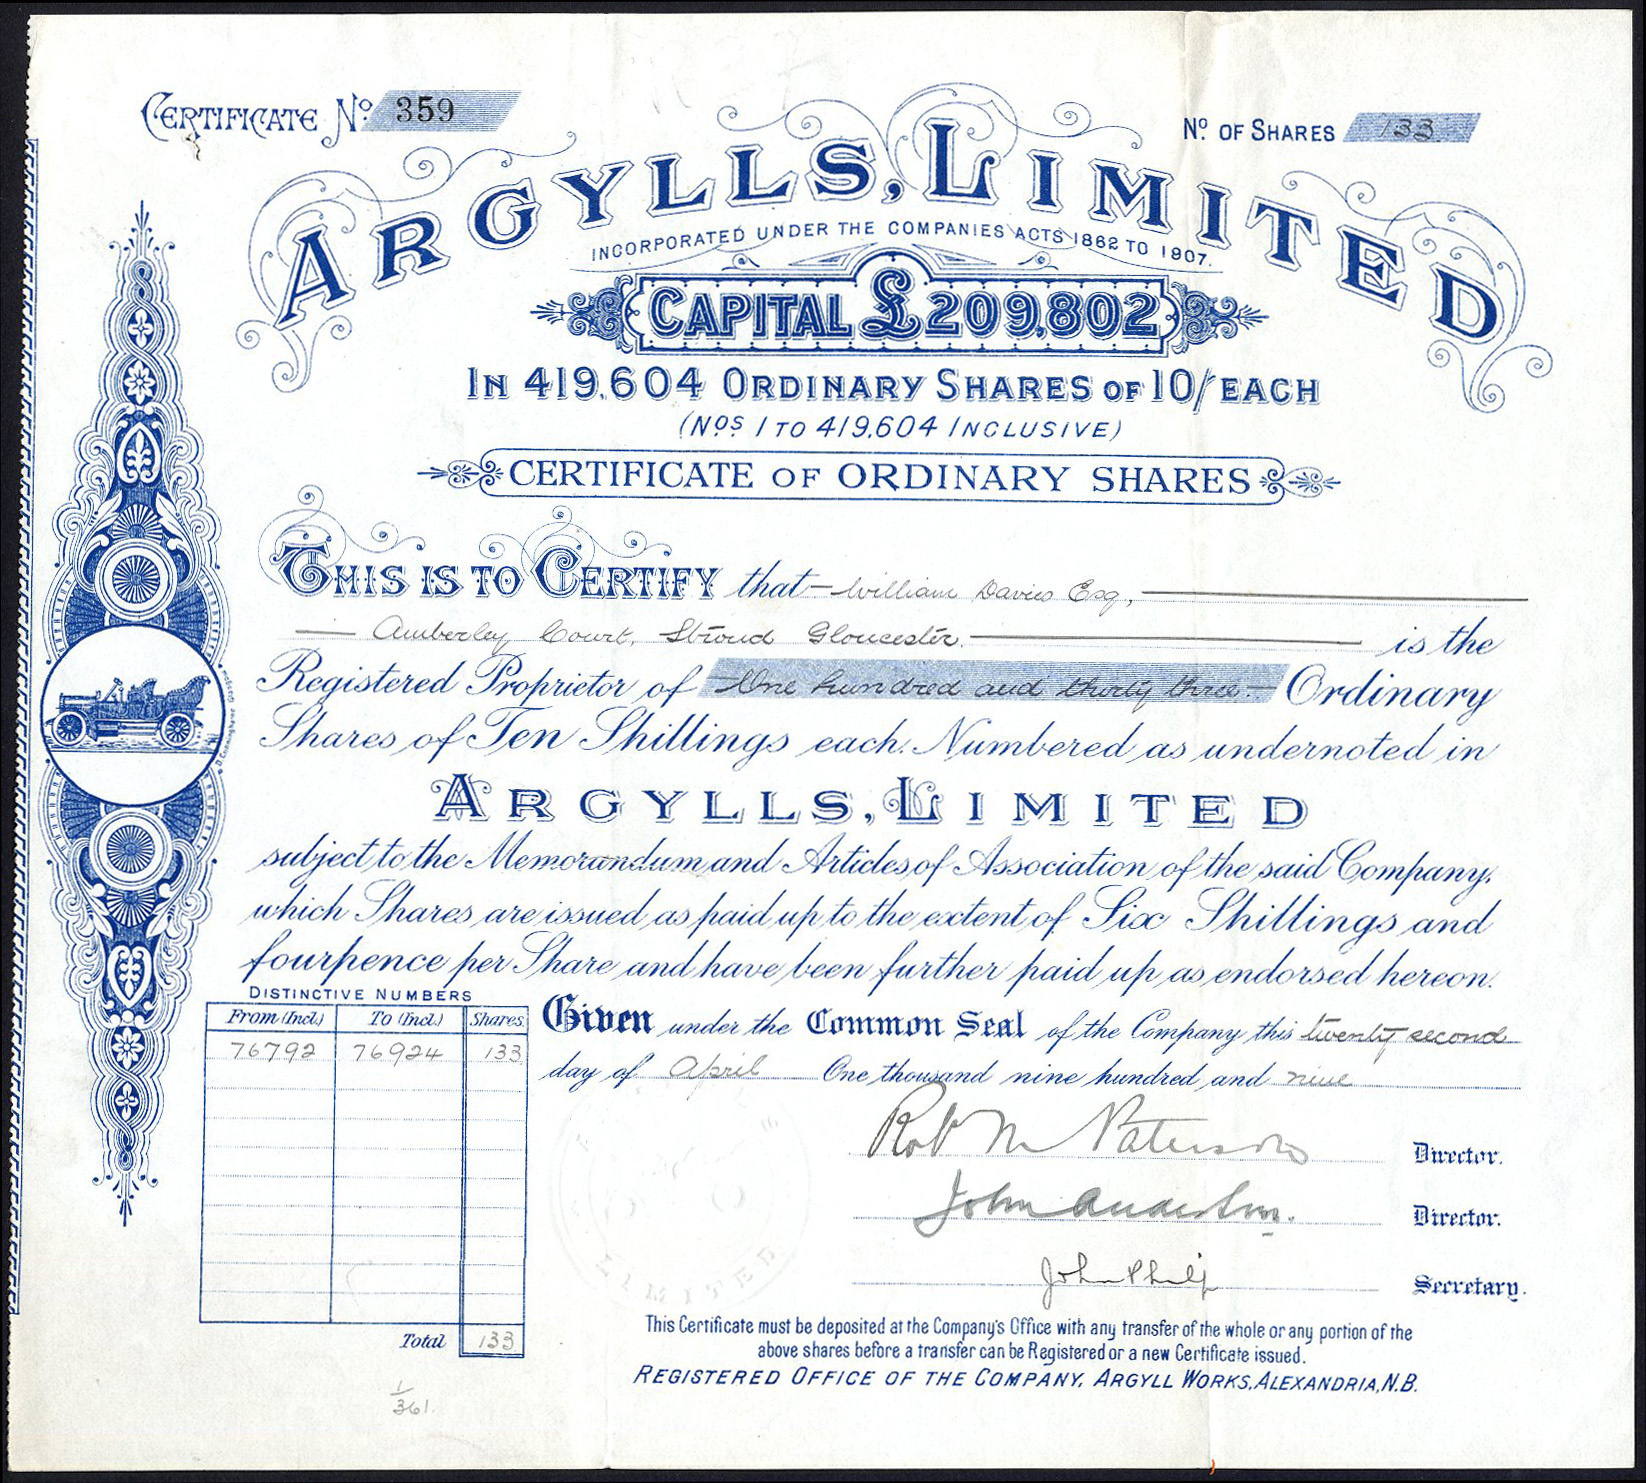 CERTIFICATE No. 359
No. OF SHARES 133
ARGYLLS, LIMITED
INCORPORATED UNDER THE COMPANIES ACTS 1862 TO 1907.
CAPITAL £209,802
IN 419,604 ORDINARY SHARES OF 10/ EACH
(Nos. 1 TO 419,604 INCLUSIVE)
CERTIFICATE OF ORDINARY SHARES
THIS IS TO CERTIFY that William Davies Esq,
Amberley Court, Stroud Gloucester. is the
Registered Proprietor of One hundred and thirty three Ordinary
Shares of Ten Shillings each. Numbered as undernoted in
ARGYLLS, LIMITED
subject to the Memorandum and Articles of Association of the said Company,
which Shares are issued as paid up to the extent of Six Shillings and
fourpence per Share and have been further paid up as endorsed hereon.
DISTINCTIVE NUMBERS
From (Incl.) To (Incl.) Shares
76792 76924 133
Total 133
Given under the Common Seal of the Company this twenty second
day of April One thousand nine hundred and nine
Robt M Paterson Director.
John Anderson. Director.
John Philp Secretary.
This Certificate must be deposited at the Company's Office with any transfer of the whole or any portion of the
above shares before a transfer can be Registered or a new Certificate issued.
REGISTERED OFFICE OF THE COMPANY, ARGYLL WORKS, ALEXANDRIA, N.B.
1/361.
D. Cunninghame Glasgow
LIMITED